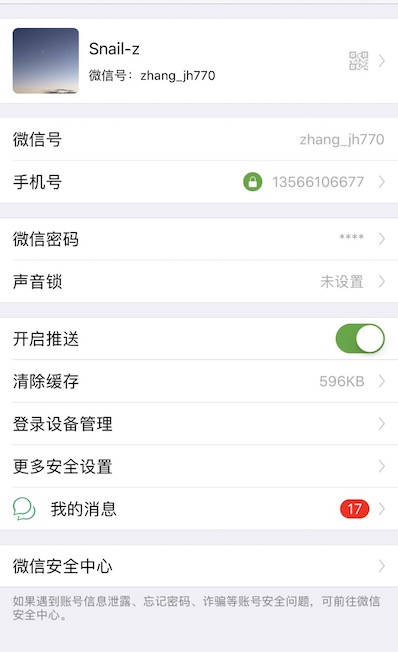 Snail-z
微信号：zhang_jh770
微信号 zhang_jh770
手机号 13566106677
微信密码 ****
声音锁 未设置
开启推送
清除缓存 596KB
登录设备管理
更多安全设置
我的消息 17
微信安全中心
如果遇到账号信息泄露、忘记密码、诈骗等账号安全问题，可前往微信
安全中心。